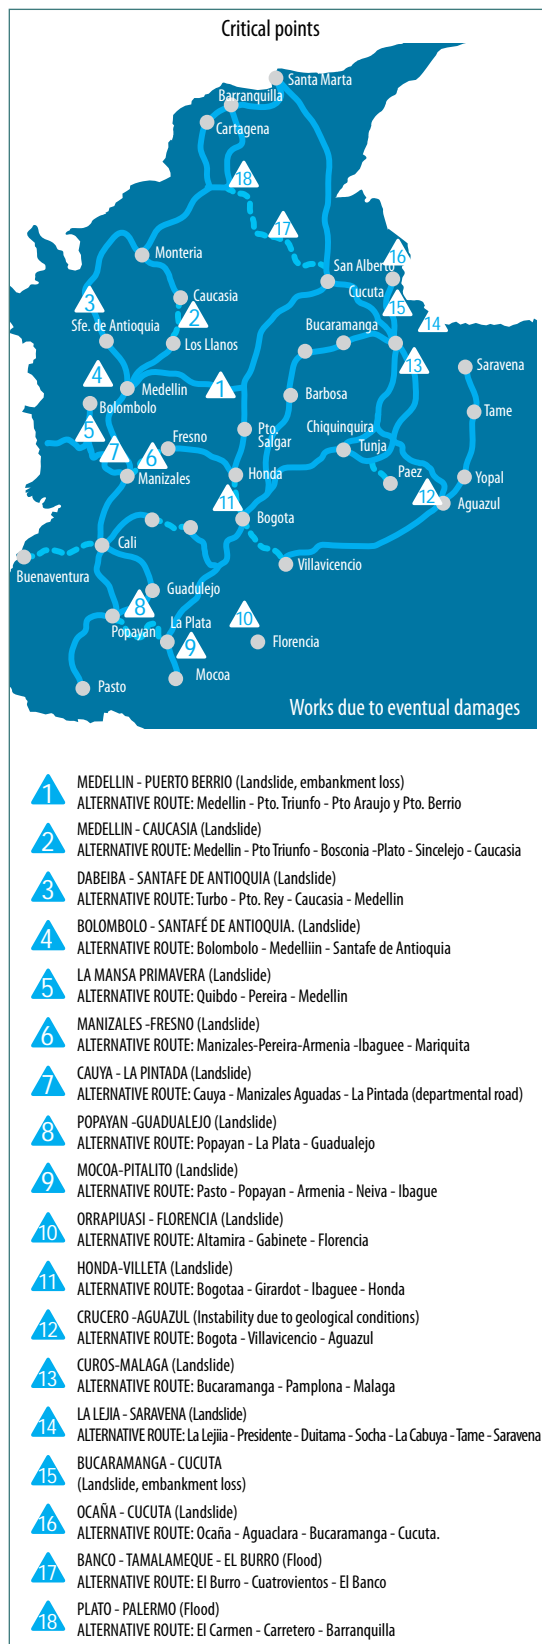 Critical points
Santa Marta
Barranquilla
Cartagena
18
17
Monteria
San Alberto
16
Cucuta
3
Caucasia
2
15
14
Sfe. de Antioquia
Los Llanos
Bucaramanga
13
Saravena
4
Medellin
1
Barbosa
Bolombolo
Tame
5
Fresno
Pto.
Salgar
Chiquinquira
Tunja
7
6
Manizales
Honda
Paez
Yopal
11
12
Aguazul
Bogota
Cali
Villavicencio
Buenaventura
Guadulejo
8
La Plata
10
Popayan
9
Florencia
Mocoa
Pasto
Works due to eventual damages
1
MEDELLIN - PUERTO BERRIO (Landslide, embankment loss)
ALTERNATIVE ROUTE: Medellin - Pto. Triunfo - Pto Araujo y Pto. Berrio
2
MEDELLIN - CAUCASIA (Landslide)
ALTERNATIVE ROUTE: Medellin - Pto Triunfo - Bosconia -Plato - Sincelejo - Caucasia
3
DABEIBA - SANTAFE DE ANTIOQUIA (Landslide)
ALTERNATIVE ROUTE: Turbo - Pto. Rey - Caucasia - Medellin
4
BOLOMBOLO - SANTAFÉ DE ANTIOQUIA. (Landslide)
ALTERNATIVE ROUTE: Bolombolo - Medelliin - Santafe de Antioquia
5
LA MANSA PRIMAVERA (Landslide)
ALTERNATIVE ROUTE: Quibdo - Pereira - Medellin
6
MANIZALES -FRESNO (Landslide)
ALTERNATIVE ROUTE: Manizales-Pereira-Armenia -Ibaguee - Mariquita
7
CAUYA - LA PINTADA (Landslide)
ALTERNATIVE ROUTE: Cauya - Manizales Aguadas - La Pintada (departmental road)
8
POPAYAN -GUADUALEJO (Landslide)
ALTERNATIVE ROUTE: Popayan - La Plata - Guadualejo
9
MOCOA-PITALITO (Landslide)
ALTERNATIVE ROUTE: Pasto - Popayan - Armenia - Neiva - Ibague
10
ORRAPIUASI - FLORENCIA (Landslide)
ALTERNATIVE ROUTE: Altamira - Gabinete - Florencia
11
HONDA-VILLETA (Landslide)
ALTERNATIVE ROUTE: Bogotaa - Girardot - Ibaguee - Honda
12
CRUCERO -AGUAZUL (Instability due to geological conditions)
ALTERNATIVE ROUTE: Bogota - Villavicencio - Aguazul
13
CUROS-MALAGA (Landslide)
ALTERNATIVE ROUTE: Bucaramanga - Pamplona - Malaga
14
LA LEJIA - SARAVENA (Landslide)
ALTERNATIVE ROUTE: La Lejiia - Presidente - Duitama - Socha - La Cabuya - Tame - Saravena
15
BUCARAMANGA - CUCUTA
(Landslide, embankment loss)
16
OCAÑA - CUCUTA (Landslide)
ALTERNATIVE ROUTE: Ocaña - Aguaclara - Bucaramanga - Cucuta.
17
BANCO - TAMALAMEQUE - EL BURRO (Flood)
ALTERNATIVE ROUTE: El Burro - Cuatrovientos - El Banco
18
PLATO - PALERMO (Flood)
ALTERNATIVE ROUTE: El Carmen - Carretero - Barranquilla